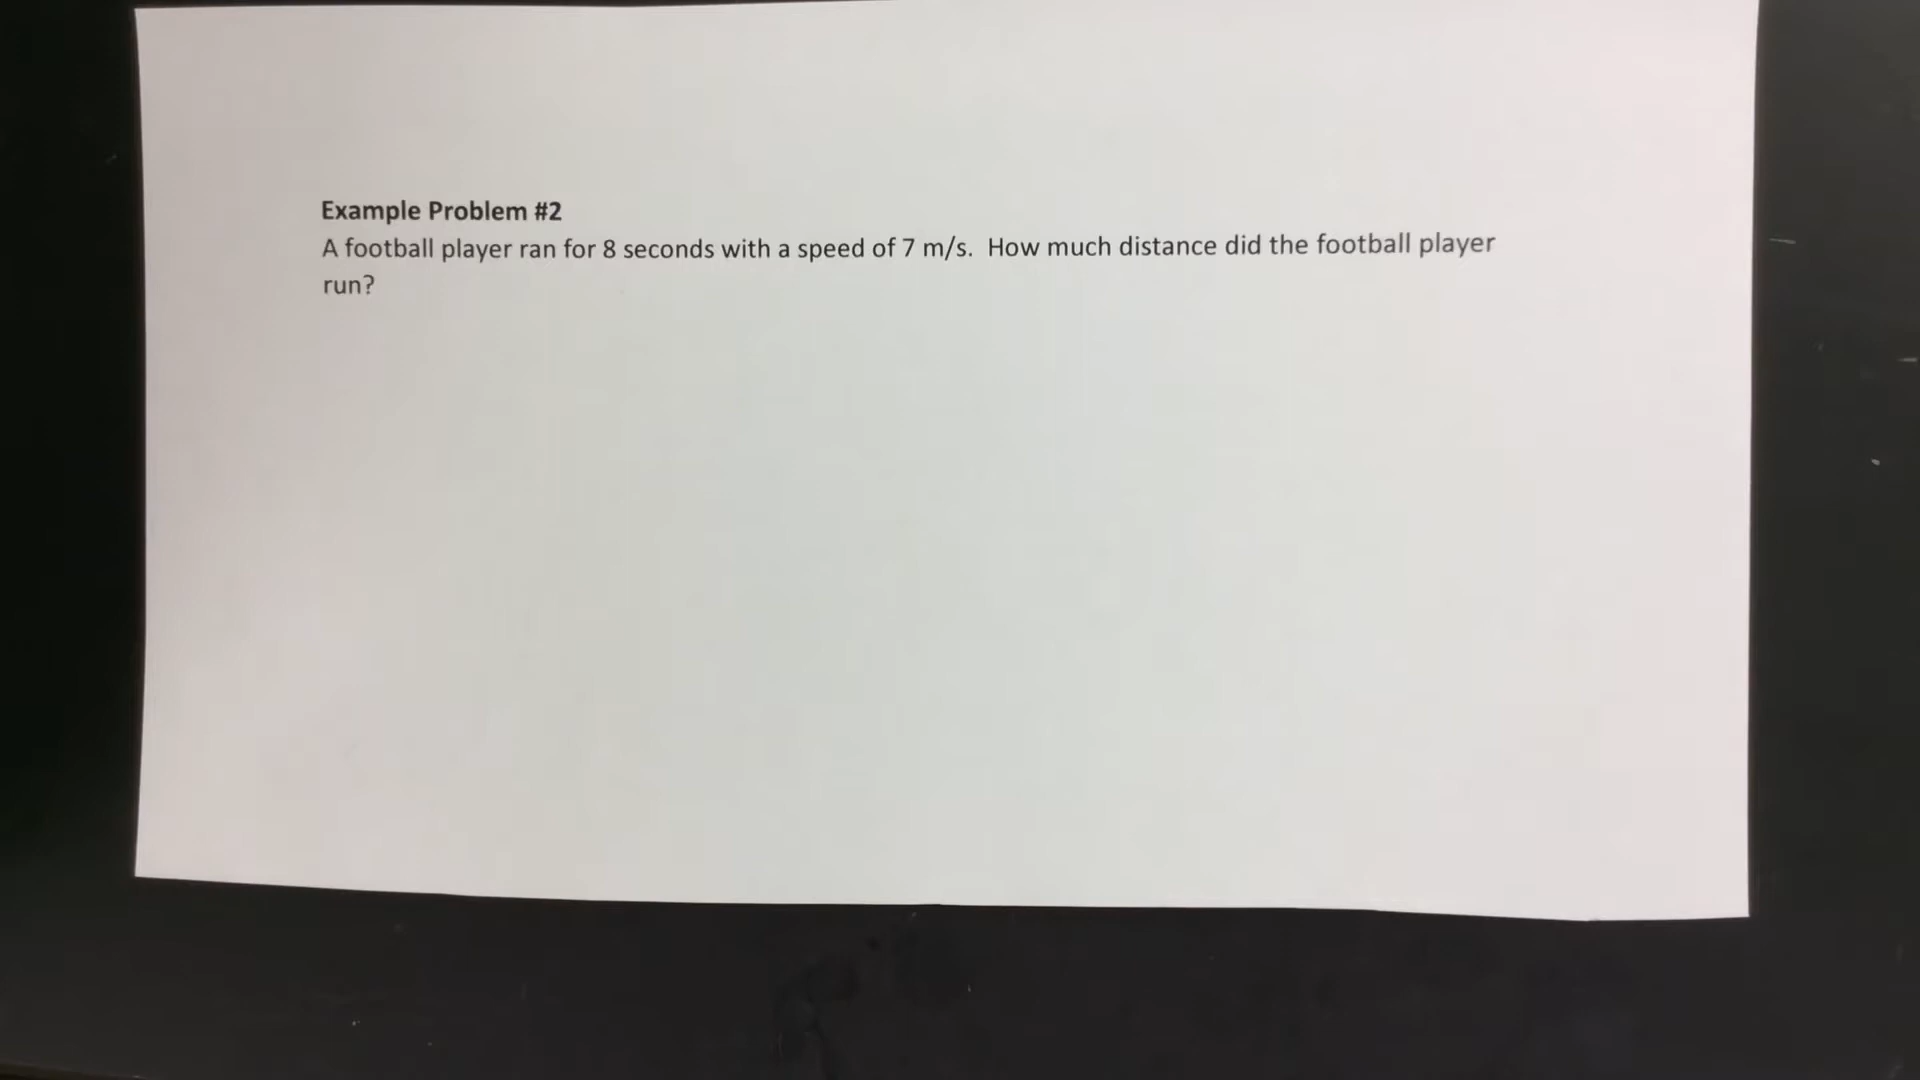 Example Problem #2
A football player ran for 8 seconds with a speed of 7 m/s.  How much distance did the football player
run?